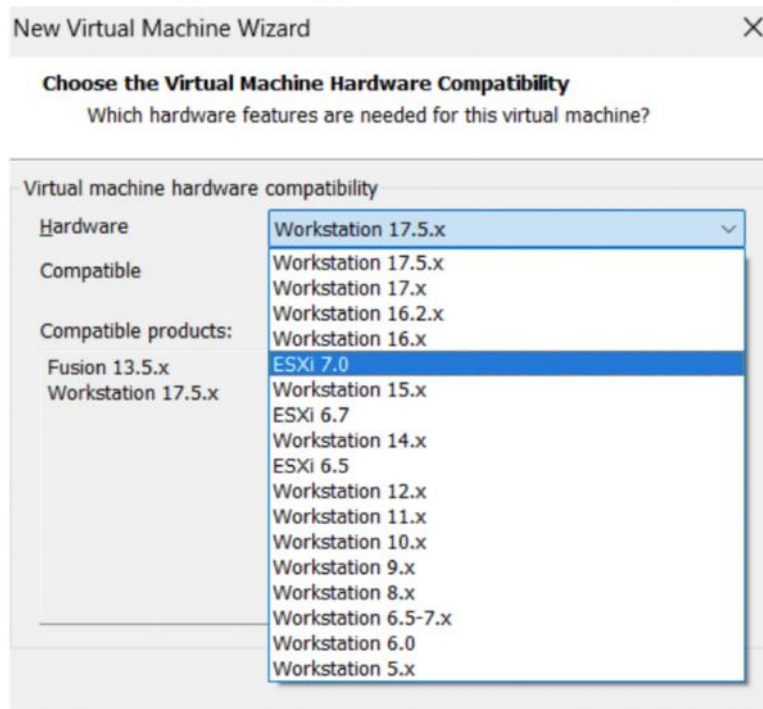 New Virtual Machine Wizard
Choose the Virtual Machine Hardware Compatibility
Which hardware features are needed for this virtual machine?
Virtual machine hardware compatibility
Hardware
Workstation 17.5.x
Compatible
Compatible products:
Fusion 13.5.x
Workstation 17.5.x
Workstation 17.5.x
Workstation 17.x
Workstation 16.2.x
Workstation 16.x
ESXi 7.0
Workstation 15.x
ESXi 6.7
Workstation 14.x
ESXi 6.5
Workstation 12.x
Workstation 11.x
Workstation 10.x
Workstation 9.x
Workstation 8.x
Workstation 6.5-7.x
Workstation 6.0
Workstation 5.x